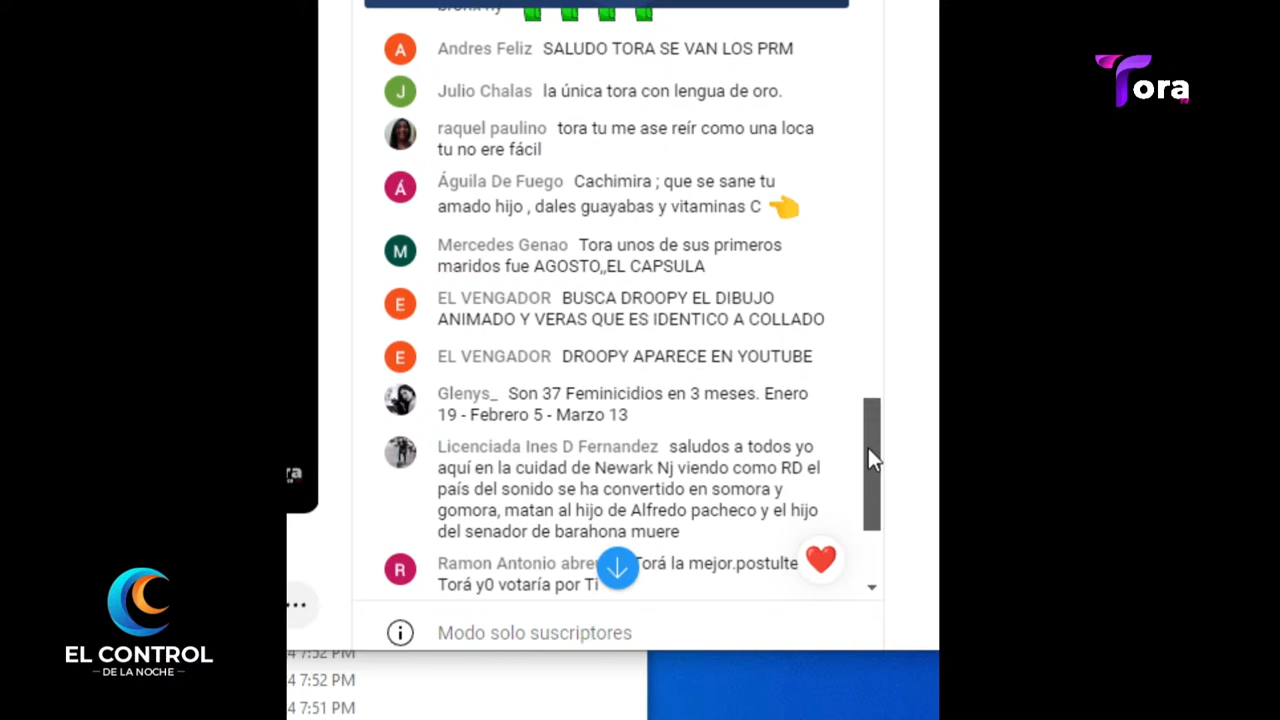 bronx ny
Andres Feliz SALUDO TORA SE VAN LOS PRM
Julio Chalas la única tora con lengua de oro.
raquel paulino tora tu me ase reír como una loca
tu no ere fácil
Águila De Fuego Cachimira ; que se sane tu
amado hijo , dales guayabas y vitaminas C
Mercedes Genao Tora unos de sus primeros
maridos fue AGOSTO,,EL CAPSULA
EL VENGADOR BUSCA DROOPY EL DIBUJO
ANIMADO Y VERAS QUE ES IDENTICO A COLLADO
EL VENGADOR DROOPY APARECE EN YOUTUBE
Glenys_ Son 37 Feminicidios en 3 meses. Enero
19 - Febrero 5 - Marzo 13
Licenciada Ines D Fernandez saludos a todos yo
aquí en la cuidad de Newark Nj viendo como RD el
país del sonido se ha convertido en somora y
gomora, matan al hijo de Alfredo pacheco y el hijo
del senador de barahona muere
Ramon Antonio abre Torá la mejor.postulte
Torá y0 votaría por Ti
Modo solo suscriptores
4 7:52 PM
4 7:52 PM
4 7:51 PM
A
J
Á
M
E
E
R
ra
Tora
EL CONTROL
DE LA NOCHE